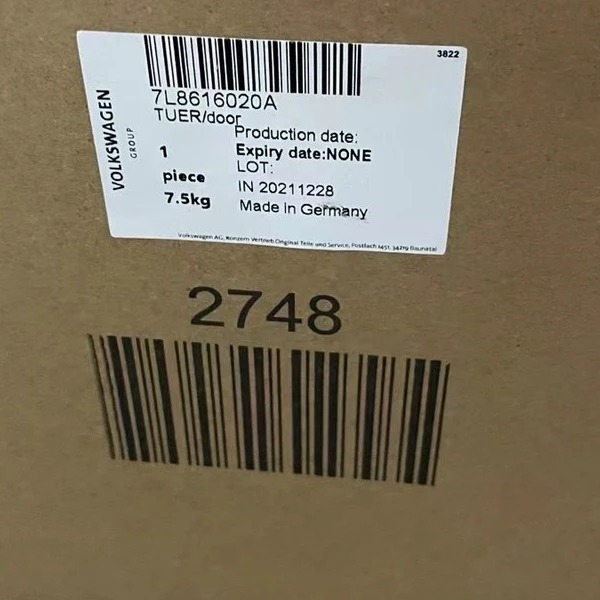 3822
7L8616020A
TUER/door
Production date:
VOLKSWAGEN
GROUP
1
Expiry date:NONE
LOT:
piece
IN 20211228
7.5kg
Made in Germany
Volkswagen AG, Konzern Vertrieb Original Teile und Service, Postfach 1451, 34219 Baunatal
2748